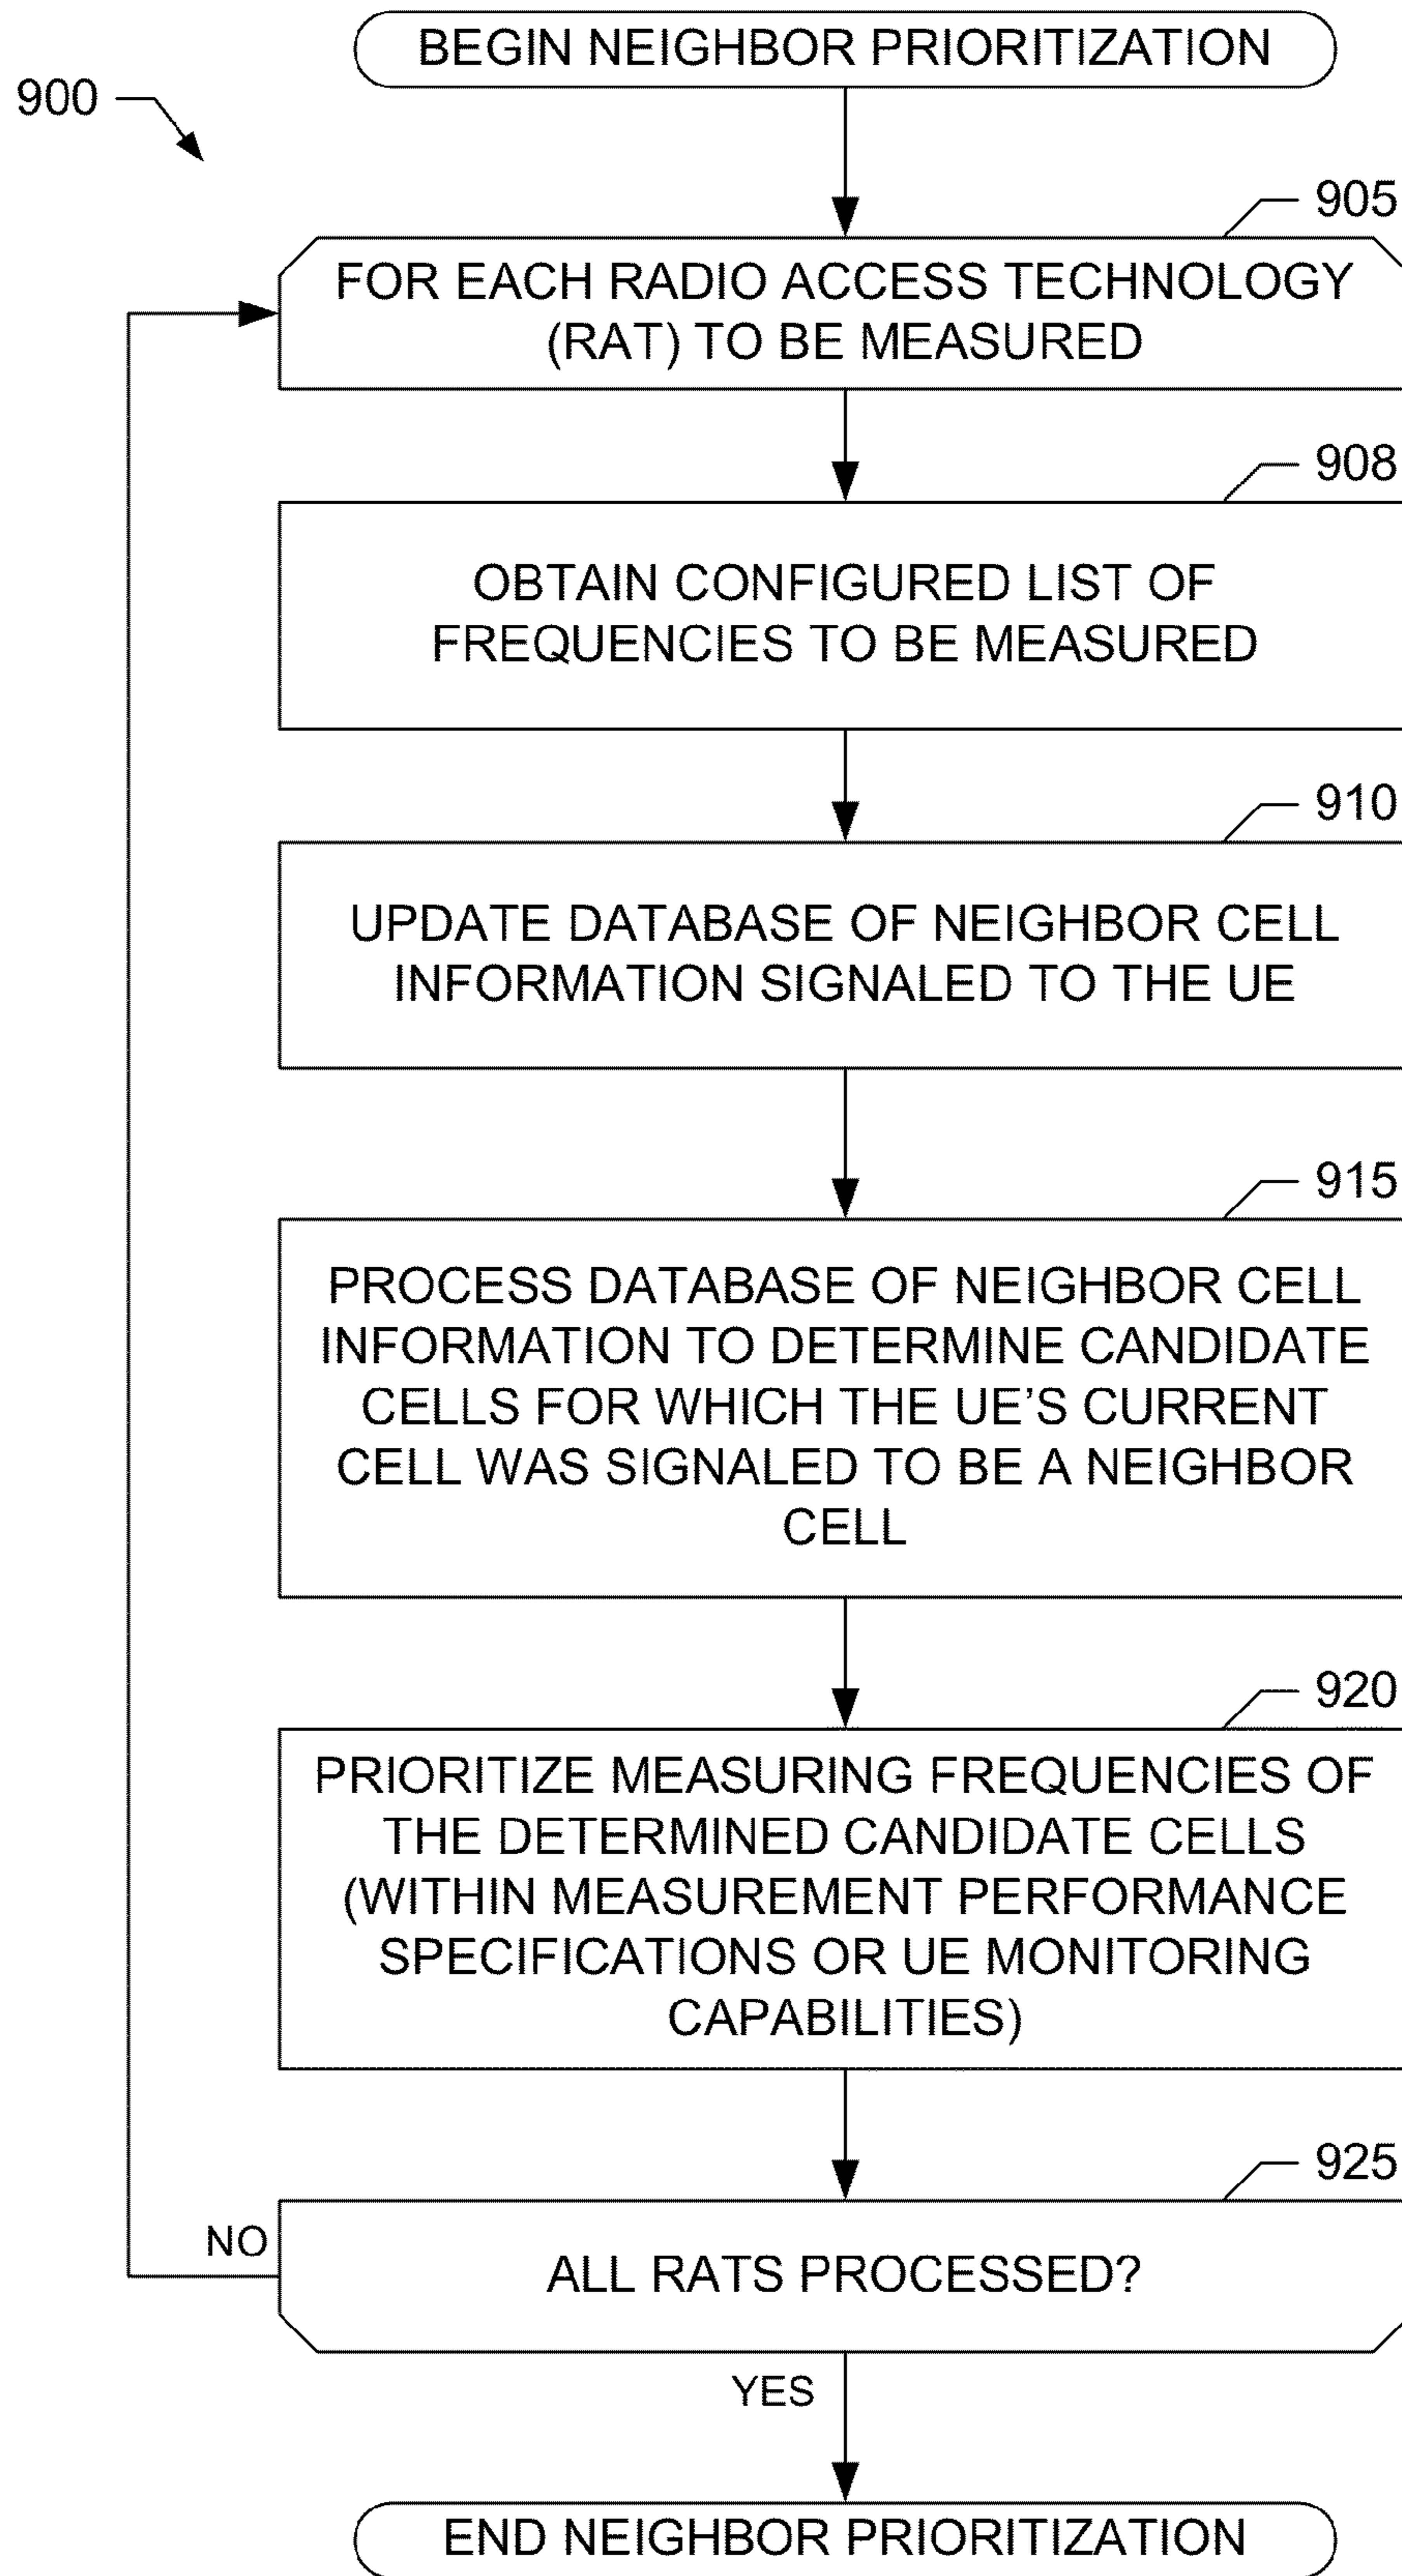 BEGIN NEIGHBOR PRIORITIZATION
900
905
FOR EACH RADIO ACCESS TECHNOLOGY
(RAT) TO BE MEASURED
908
OBTAIN CONFIGURED LIST OF
FREQUENCIES TO BE MEASURED
910
UPDATE DATABASE OF NEIGHBOR CELL
INFORMATION SIGNALED TO THE UE
915
PROCESS DATABASE OF NEIGHBOR CELL
INFORMATION TO DETERMINE CANDIDATE
CELLS FOR WHICH THE UE'S CURRENT
CELL WAS SIGNALED TO BE A NEIGHBOR
CELL
920
PRIORITIZE MEASURING FREQUENCIES OF
THE DETERMINED CANDIDATE CELLS
(WITHIN MEASUREMENT PERFORMANCE
SPECIFICATIONS OR UE MONITORING
CAPABILITIES)
925
NO
ALL RATS PROCESSED?
YES
END NEIGHBOR PRIORITIZATION